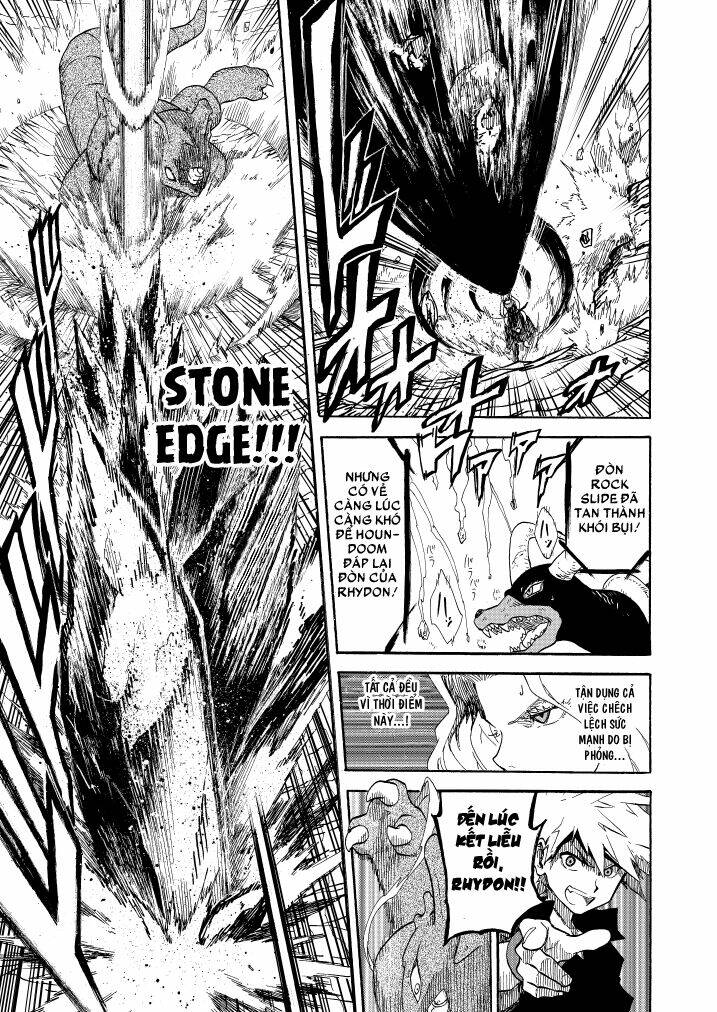 ĐÒN
ROCK
SLIDE ĐÃ
TAN THÀNH
KHÓI BỤI!
NHƯNG
CÓ VẺ
CÀNG LÚC
CÀNG KHÓ
ĐỂ HOUN-
DOOM
ĐÁP LẠI
ĐÒN CỦA
RHYDON!
TẬN DỤNG CẢ
VIỆC CHÊCH
LỆCH SỨC
MẠNH DO BỊ
PHỎNG...
TẤT CẢ ĐỀU
VÌ THỜI ĐIỂM
NÀY...!
ĐẾN LÚC
KẾT LIỄU
RỒI,
RHYDON!!
STONE
EDGE!!!